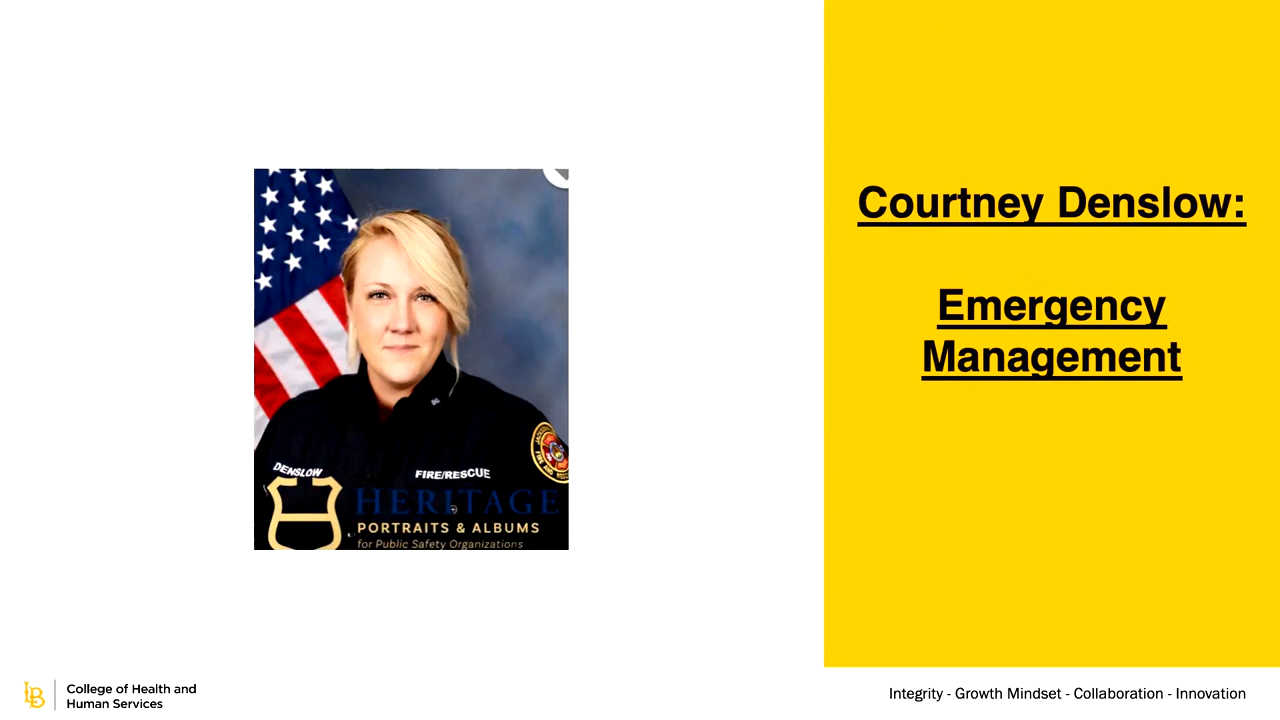 Courtney Denslow:
Emergency
Management
DENSLOW
FIRE/RESCUE
HERITAGE
PORTRAITS & ALBUMS
for Public Safety Organizations
LB
College of Health and
Human Services
Integrity - Growth Mindset - Collaboration - Innovation